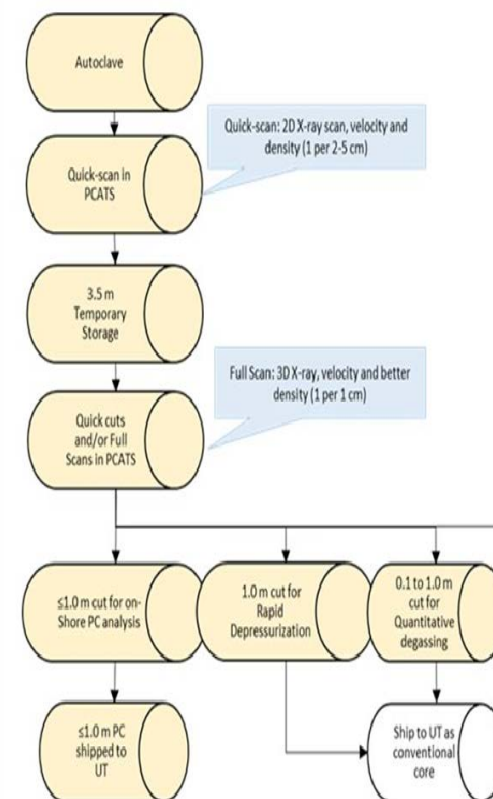 Autoclave
Quick-scan: 2D X-ray scan, velocity and
density (1 per 2-5 cm)
Quick-scan in
PCATS
3.5 m
Temporary
Storage
Full Scan: 3D X-ray, velocity and better
density (1 per 1 cm)
Quick cuts
and/or Full
Scans in PCATS
≤1.0 m cut for on-
Shore PC analysis
1.0 m cut for
Rapid
Depressurization
0.1 to 1.0 m
cut for
Quantitative
degassing
≤1.0 m PC
shipped to
UT
Ship to UT as
conventional
core